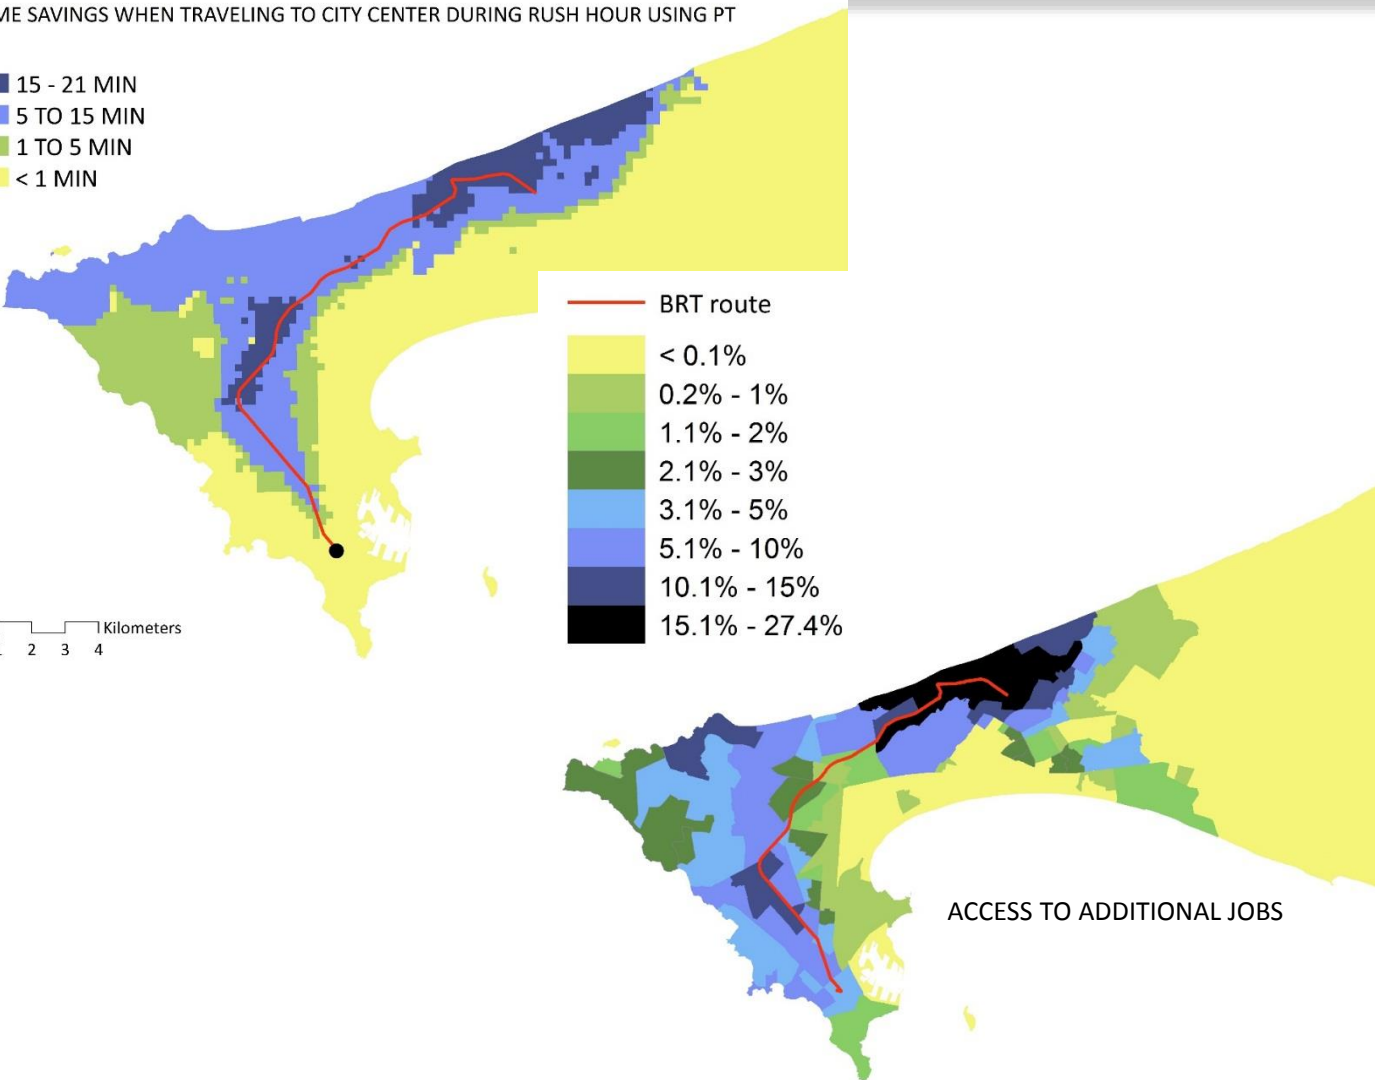 ME SAVINGS WHEN TRAVELING TO CITY CENTER DURING RUSH HOUR USING PT
15 - 21 MIN
5 TO 15 MIN
1 TO 5 MIN
< 1 MIN
Kilometers
2 3 4
BRT route
< 0.1%
0.2% - 1%
1.1% - 2%
2.1% - 3%
3.1% - 5%
5.1% - 10%
10.1% - 15%
15.1% - 27.4%
ACCESS TO ADDITIONAL JOBS